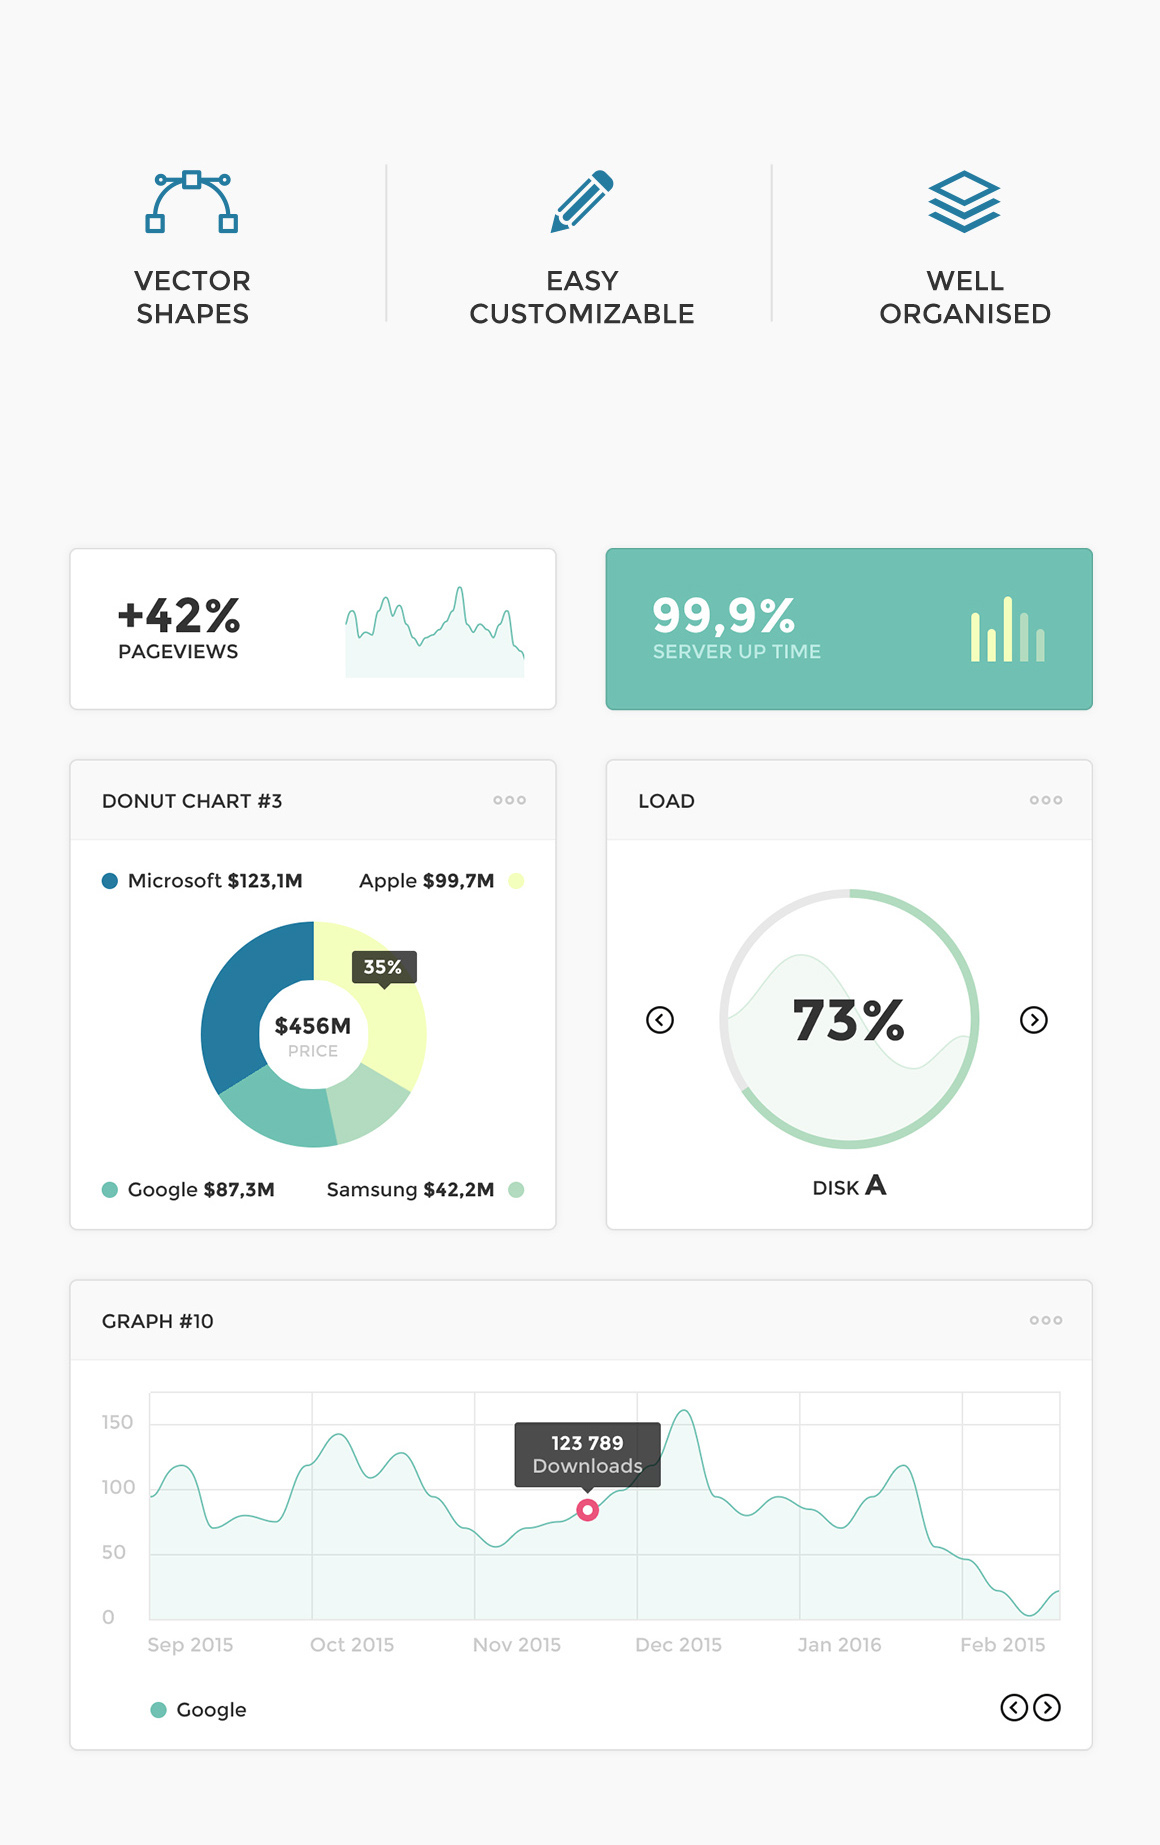 VECTOR
SHAPES
EASY
CUSTOMIZABLE
WELL
ORGANISED
+42%
PAGEVIEWS
99,9%
SERVER UP TIME
DONUT CHART #3
Microsoft $123,1M
Apple $99,7M
35%
$456M
PRICE
Google $87,3M
Samsung $42,2M
LOAD
73%
DISK A
GRAPH #10
150
100
50
0
123 789
Downloads
Sep 2015
Oct 2015
Nov 2015
Dec 2015
Jan 2016
Feb 2015
Google